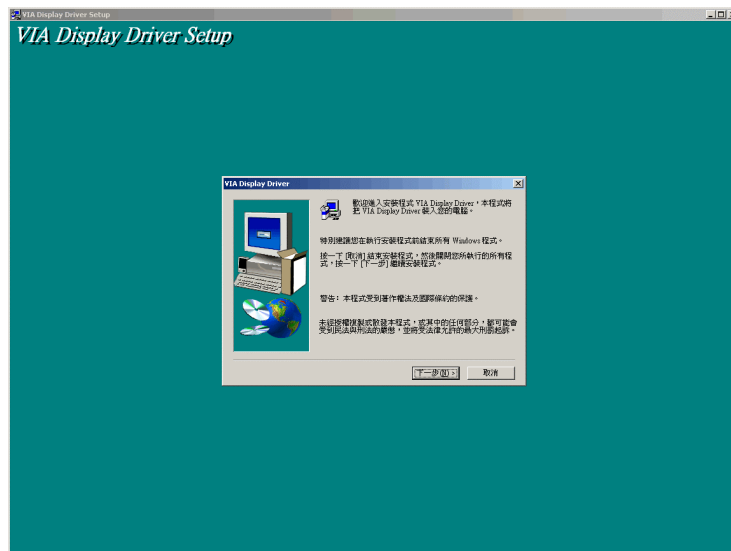 VIA Display Driver Setup
VIA Display Driver Setup
VIA Display Driver
歡迎進入安裝程式 VIA Display Driver，本程式將
把 VIA Display Driver 裝入您的電腦。
特別建議您在執行安裝程式前結束所有 Windows 程式。
按一下 [取消] 結束安裝程式，然後關閉您所執行的所有程
式，按一下 [下一步] 繼續安裝程式。
警告： 本程式受到著作權法及國際條約的保護。
未經授權複製或散發本程式，或其中的任何部分，都可能會
受到民法與刑法的嚴懲，並將受法律允許的最大刑罰起訴。
下一步(N) >
取消